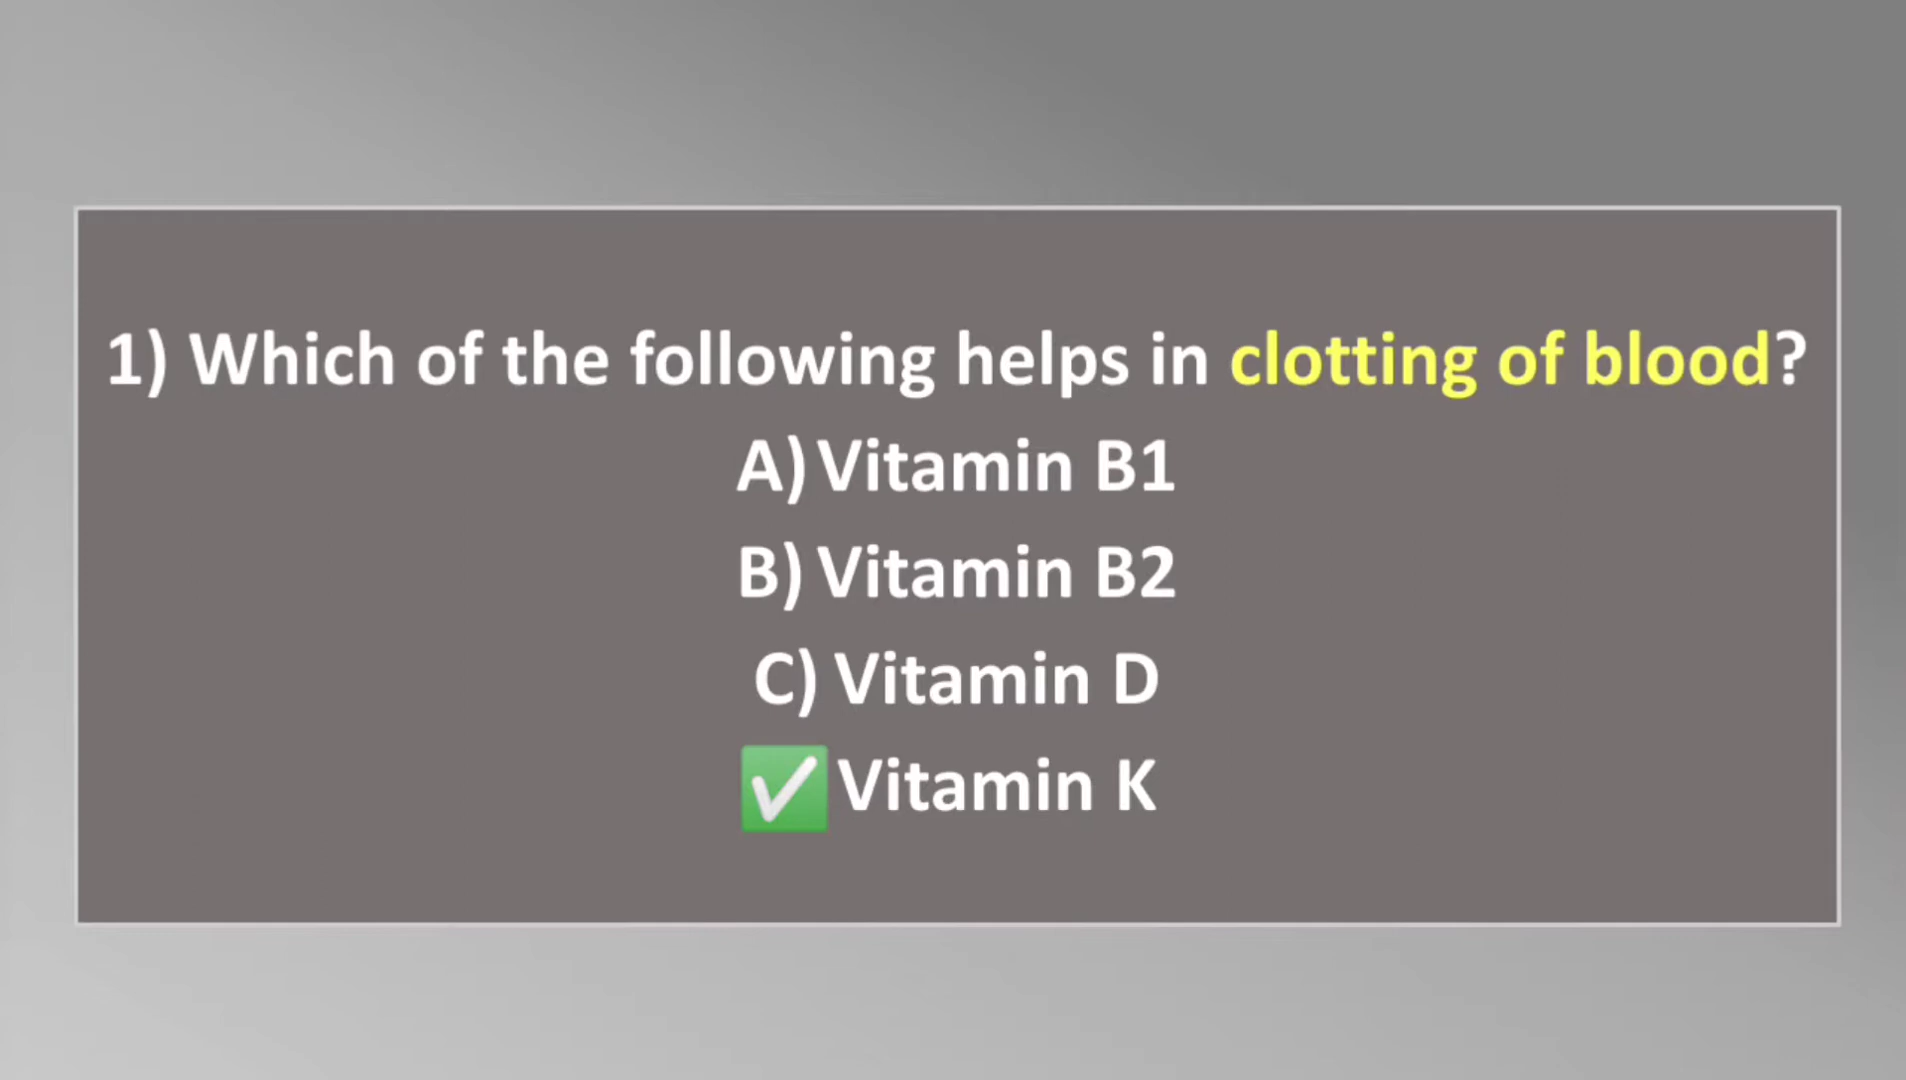 1) Which of the following helps in clotting of blood?
A) Vitamin B1
B) Vitamin B2
C) Vitamin D
✅ Vitamin K